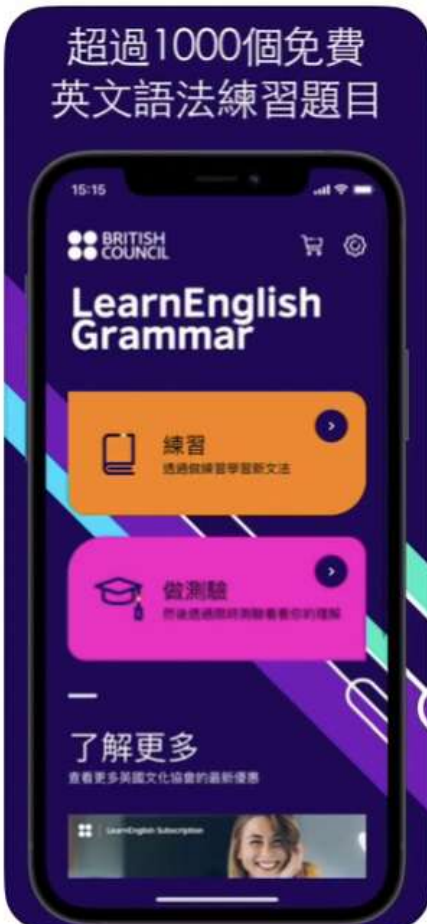 超過1000個免費
英文語法練習題目
15:15
BRITISH
COUNCIL
LearnEnglish
Grammar
練習
透過做練習學習新文法
做測驗
然後透過限時測驗看看你的理解
了解更多
查看更多英國文化協會的最新優惠
LearnEnglish Subscription